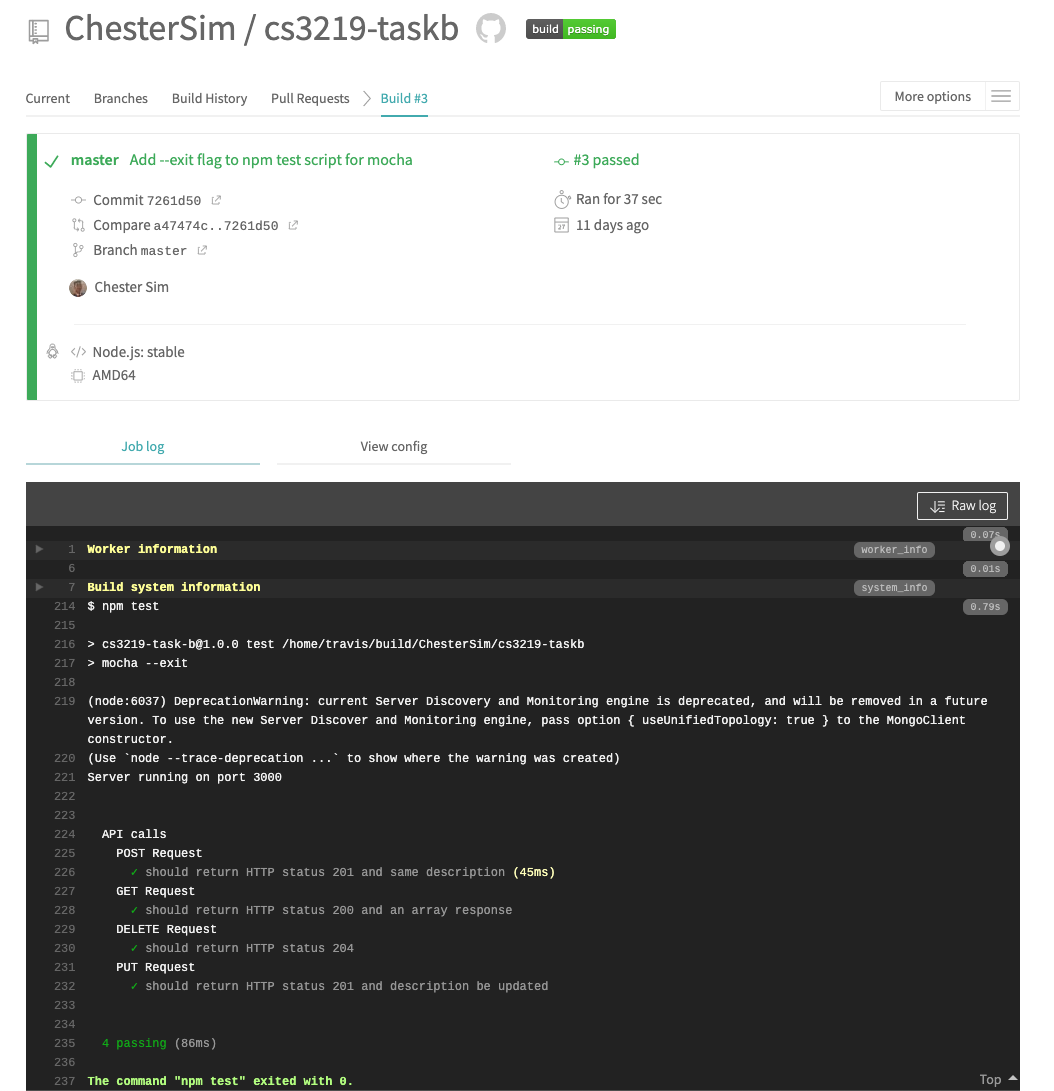 ChesterSim / cs3219-taskb build passing
Current Branches Build History Pull Requests Build #3 More options
master Add --exit flag to npm test script for mocha
#3 passed
Commit 7261d50
Ran for 37 sec
Compare a47474c..7261d50
11 days ago
Branch master
Chester Sim
Node.js: stable
AMD64
Job log View config
Raw log
0.07s
1 Worker information worker_info
6 0.01s
7 Build system information system_info
214 $ npm test 0.79s
215
216 > cs3219-task-b@1.0.0 test /home/travis/build/ChesterSim/cs3219-taskb
217 > mocha --exit
218
219 (node:6037) DeprecationWarning: current Server Discovery and Monitoring engine is deprecated, and will be removed in a future
version. To use the new Server Discover and Monitoring engine, pass option { useUnifiedTopology: true } to the MongoClient
constructor.
220 (Use `node --trace-deprecation ...` to show where the warning was created)
221 Server running on port 3000
222
223
224 API calls
225 POST Request
226 ✓ should return HTTP status 201 and same description (45ms)
227 GET Request
228 ✓ should return HTTP status 200 and an array response
229 DELETE Request
230 ✓ should return HTTP status 204
231 PUT Request
232 ✓ should return HTTP status 201 and description be updated
233
234
235 4 passing (86ms)
236
237 The command "npm test" exited with 0.
Top